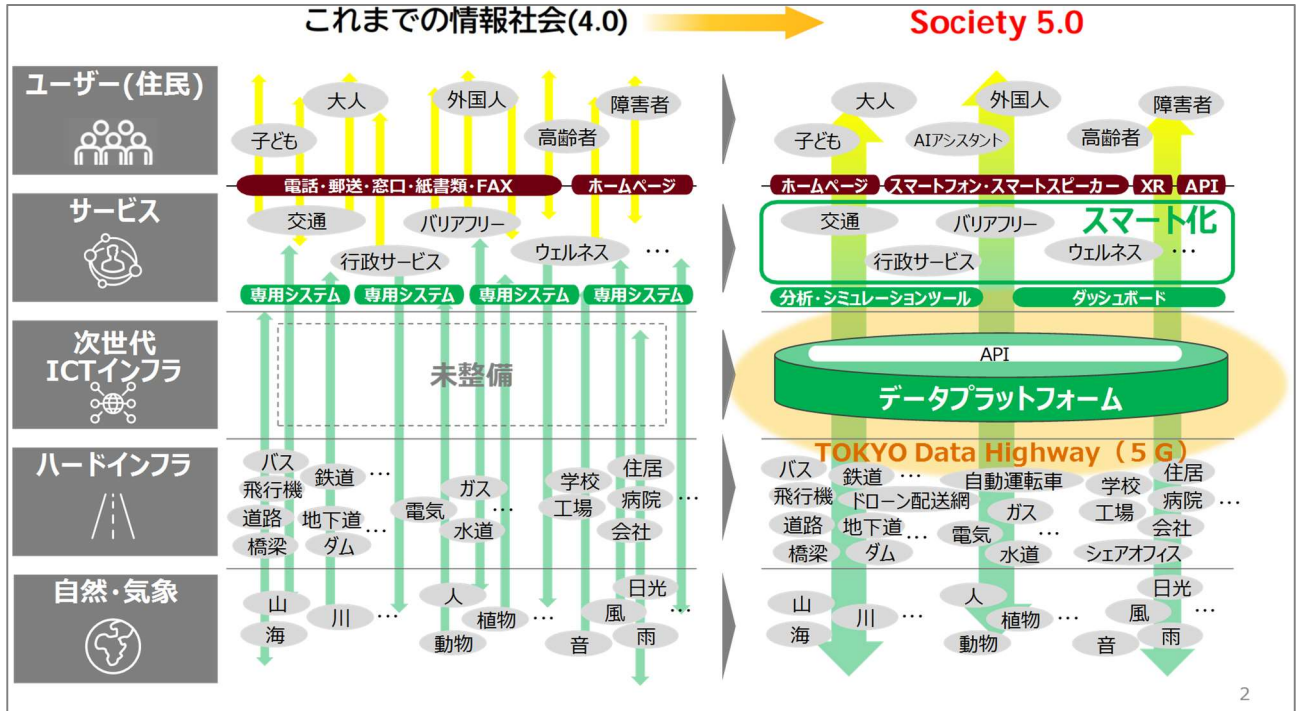 これまでの情報社会(4.0)
Society 5.0
ユーザー(住民)
大人
外国人
障害者
子ども
高齢者
大人
外国人
障害者
子ども
AIアシスタント
高齢者
電話・郵送・窓口・紙書類・FAX
ホームページ
ホームページ
スマートフォン・スマートスピーカー
XR
API
サービス
交通
バリアフリー
行政サービス
ウェルネス
…
交通
バリアフリー
スマート化
行政サービス
ウェルネス
…
専用システム
専用システム
専用システム
専用システム
分析・シミュレーションツール
ダッシュボード
次世代
ICTインフラ
未整備
API
データプラットフォーム
TOKYO Data Highway（5G）
ハードインフラ
バス
鉄道
…
飛行機
道路
地下道
…
橋梁
ダム
ガス
電気
…
水道
学校
住居
工場
病院
…
会社
バス
鉄道
…
自動運転車
学校
住居
飛行機
ドローン配送網
工場
病院
…
道路
地下道
…
ガス
…
会社
電気
橋梁
ダム
水道
シェアオフィス
自然・気象
山
川
…
海
人
植物
…
動物
日光
風
…
音
雨
山
川
…
海
人
植物
…
動物
日光
風
…
音
雨
2